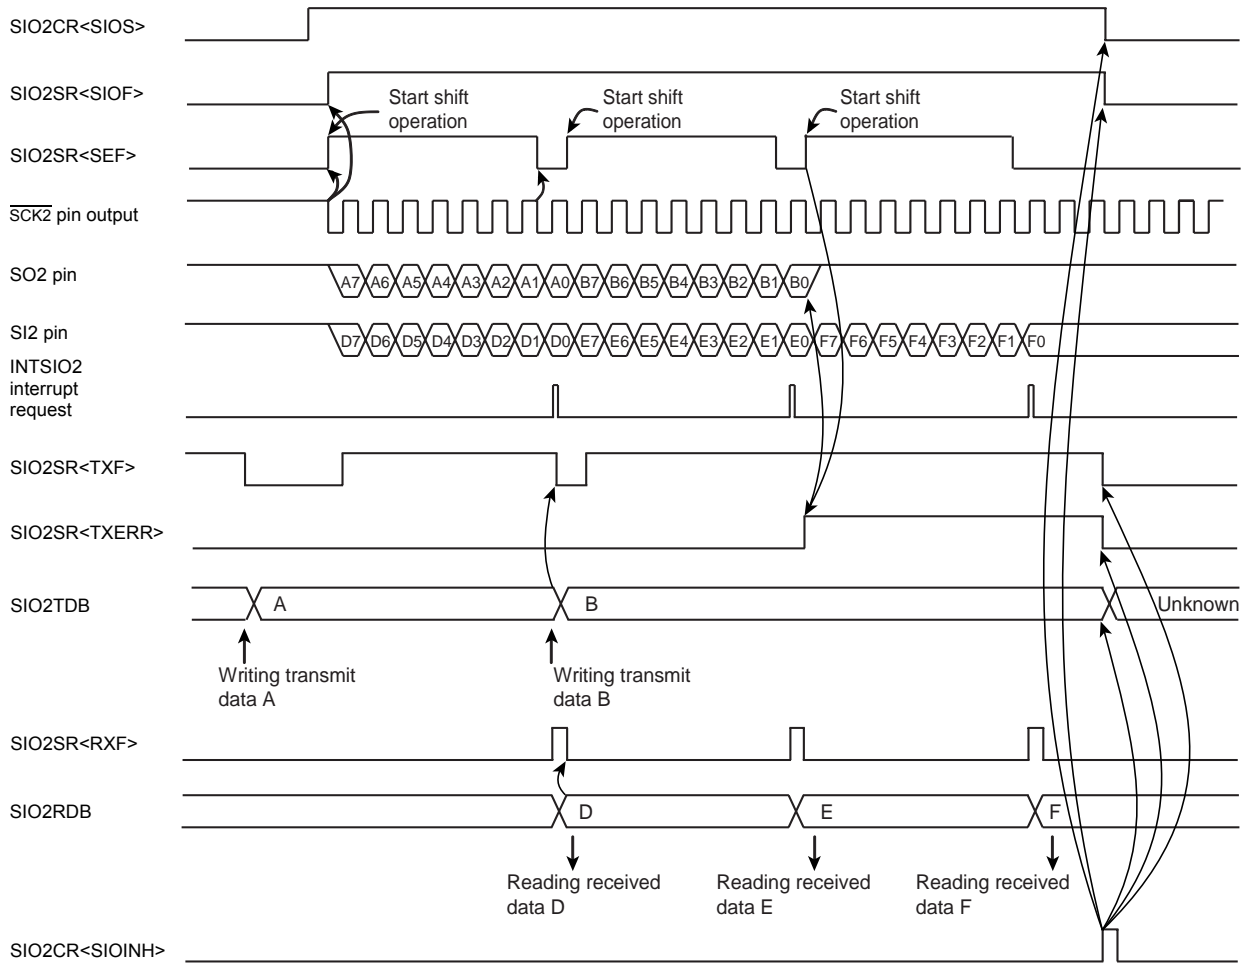 SIO2CR<SIOS>
SIO2SR<SIOF>
Start shift
operation
Start shift
operation
Start shift
operation
SIO2SR<SEF>
SCK2 pin output
SO2 pin
A7 A6 A5 A4 A3 A2 A1 A0 B7 B6 B5 B4 B3 B2 B1 B0
SI2 pin
D7 D6 D5 D4 D3 D2 D1 D0 E7 E6 E5 E4 E3 E2 E1 E0 F7 F6 F5 F4 F3 F2 F1 F0
INTSIO2
interrupt
request
SIO2SR<TXF>
SIO2SR<TXERR>
SIO2TDB
A
B
Unknown
Writing transmit
data A
Writing transmit
data B
SIO2SR<RXF>
SIO2RDB
D
E
F
Reading received
data D
Reading received
data E
Reading received
data F
SIO2CR<SIOINH>